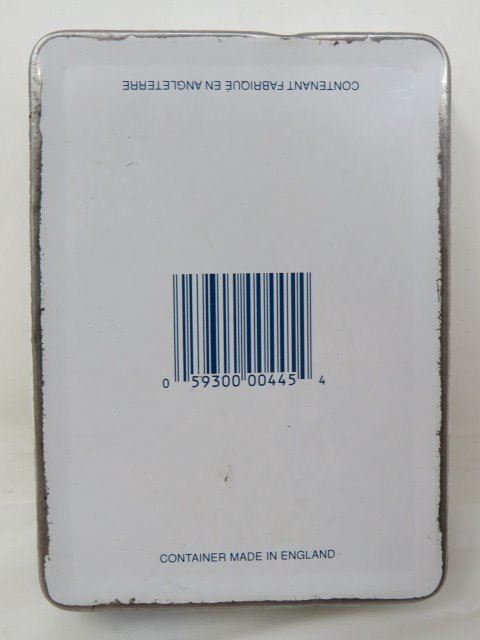 CONTENANT FABRIQUÉ EN ANGLETERRE
0 59300 00445 4
CONTAINER MADE IN ENGLAND